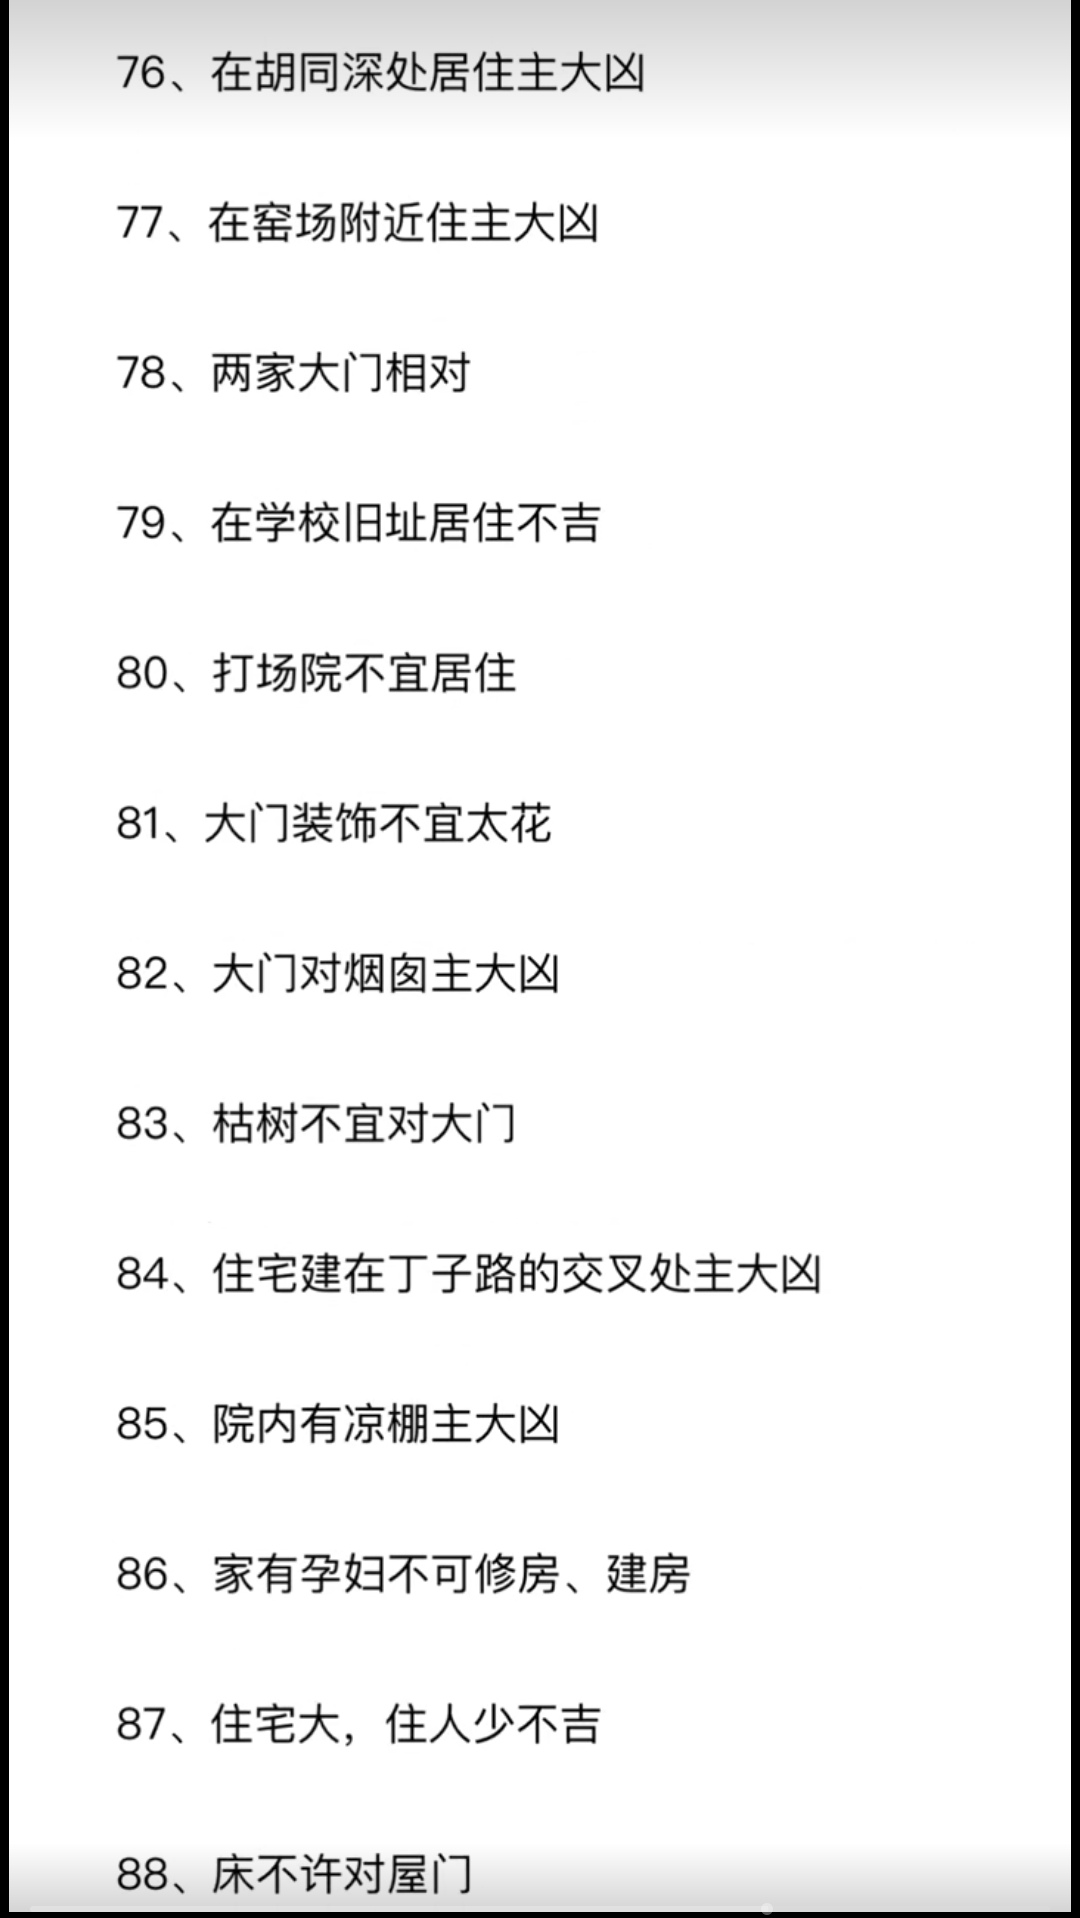 76、在胡同深处居住主大凶
77、在窑场附近住主大凶
78、两家大门相对
79、在学校旧址居住不吉
80、打场院不宜居住
81、大门装饰不宜太花
82、大门对烟囱主大凶
83、枯树不宜对大门
84、住宅建在丁子路的交叉处主大凶
85、院内有凉棚主大凶
86、家有孕妇不可修房、建房
87、住宅大，住人少不吉
88、床不许对屋门